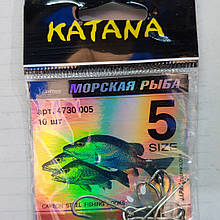 KATANA
МОРСКАЯ РЫБА
арт. 4730 005
10 шт
5
SIZE
CARBON STEEL FISHING HOOKS